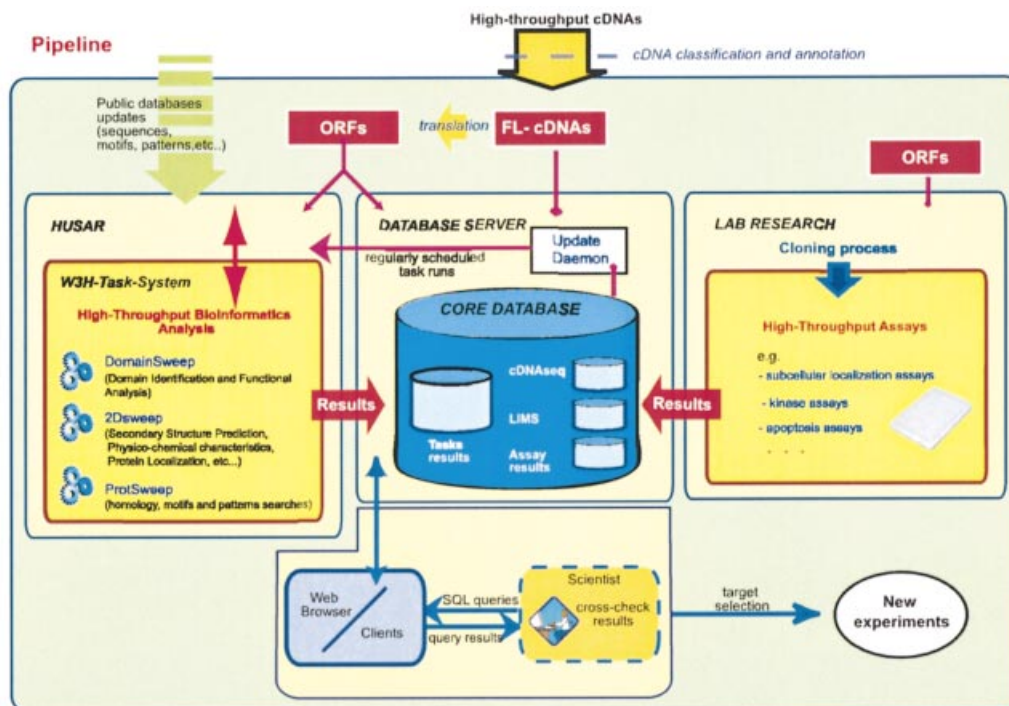 High-throughput cDNAs
Pipeline
cDNA classification and annotation
Public databases
updates
(sequences,
motifs, patterns,etc..)
ORFs
translation
FL- cDNAs
ORFs
HUSAR
DATABASE SERVER
LAB RESEARCH
Update
Daemon
regularly scheduled
task runs
Cloning process
W3H-Task-System
High-Throughput Bioinformatics
Analysis
DomainSweep
(Domain Identification and Functional
Analysis)
2Dsweep
(Secondary Structure Prediction,
Physico-chemical characteristics,
Protein Localization, etc...)
ProtSweep
(homology, motifs and patterns searches)
Results
CORE DATABASE
cDNAseq
LIMS
Assay
results
Tasks
results
Results
High-Throughput Assays
e.g.
- subcellular localization assays
- kinase assays
- apoptosis assays
. . .
Web
Browser
Clients
SQL queries
query results
Scientist
cross-check
results
target
selection
New
experiments